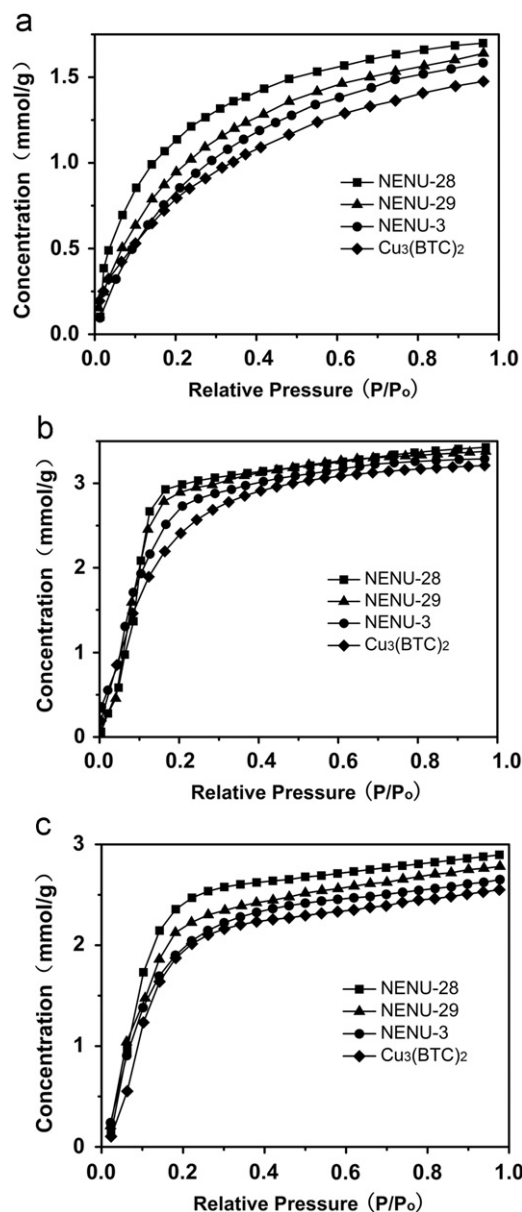 a
1.5
1.0
0.5
0.0
Concentration（mmol/g）
NENU-28
NENU-29
NENU-3
Cu₃(BTC)₂
0.0 0.2 0.4 0.6 0.8 1.0
Relative Pressure（P/Po）
b
3
2
1
0
Concentration（mmol/g）
NENU-28
NENU-29
NENU-3
Cu₃(BTC)₂
0.0 0.2 0.4 0.6 0.8 1.0
Relative Pressure（P/Po）
c
3
2
1
0
Concentration（mmol/g）
NENU-28
NENU-29
NENU-3
Cu₃(BTC)₂
0.0 0.2 0.4 0.6 0.8 1.0
Relative Pressure（P/Po）